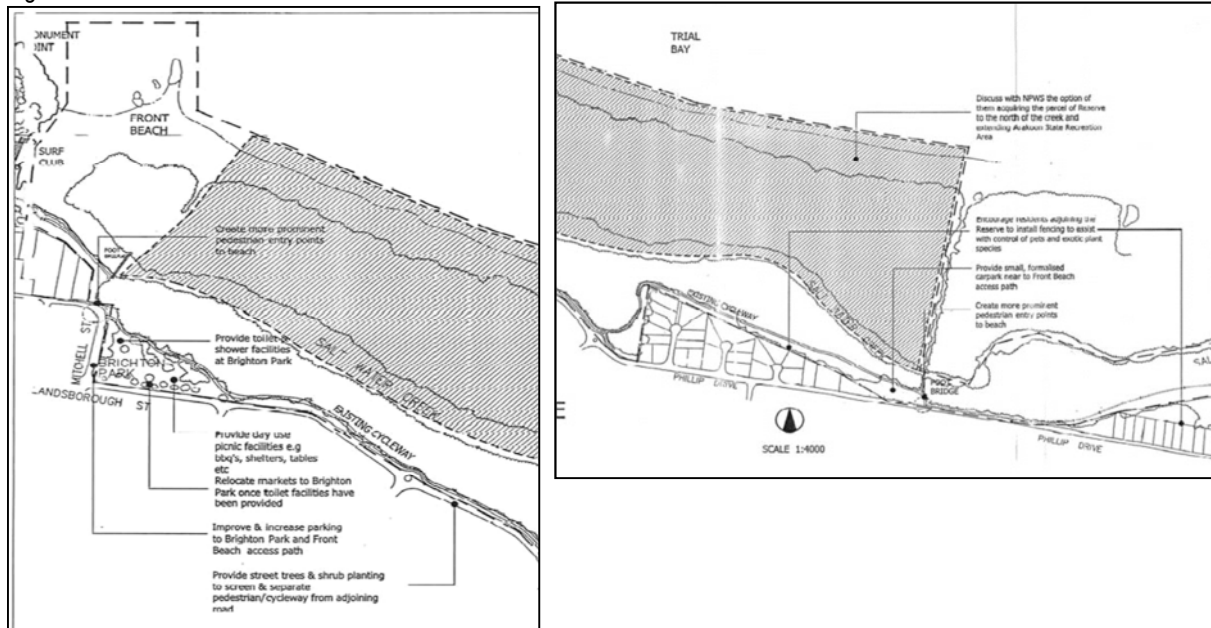 POINT
FRONT
BEACH
SURF
CLUB
Create more prominent
pedestrian entry points
to beach
FOOT
MITCHELL ST
Provide toilet &
shower facilities
at Brighton Park
BRIGHTON
PARK
LANDSBOROUGH ST
SALT WATER CREEK
EXISTING CYCLEWAY
Provide day use
picnic facilities e.g
bbq's, shelters, tables
etc
Relocate markets to Brighton
Park once toilet facilities have
been provided
Improve & increase parking
to Brighton Park and Front
Beach access path
Provide street trees & shrub planting
to screen & separate
pedestrian/cycleway from adjoining
road
TRIAL
BAY
Discuss with NPWS the option of
them acquiring the parcel of Reserve
to the north of the creek and
extending Arakoon State Recreation
Area
Encourage residents adjoining the
Reserve to install fencing to assist
with control of pets and exotic plant
species
Provide small, formalised
carpark near to Front Beach
access path
Create more prominent
pedestrian entry points
to beach
EXISTING CYCLEWAY
PHILLIP DRIVE
FOOT
BRIDGE
PHILLIP DRIVE
E
SCALE 1:4000